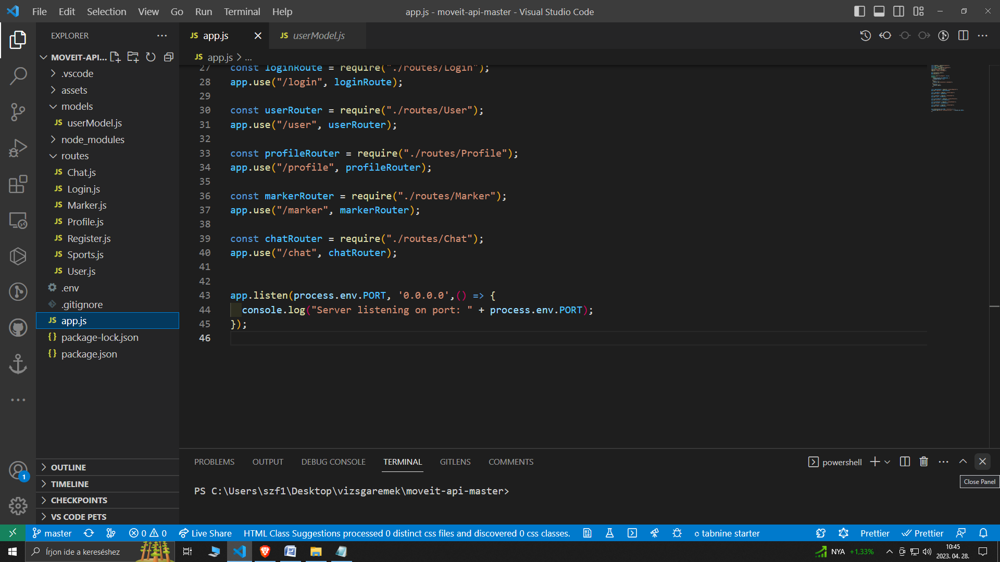 File Edit Selection View Go Run Terminal Help
app.js - moveit-api-master - Visual Studio Code
EXPLORER
MOVEIT-API...
.vscode
assets
models
JS userModel.js
node_modules
routes
JS Chat.js
JS Login.js
JS Marker.js
JS Profile.js
JS Register.js
JS Sports.js
JS User.js
.env
.gitignore
JS app.js
{} package-lock.json
{} package.json
OUTLINE
TIMELINE
CHECKPOINTS
VS CODE PETS
JS app.js
JS userModel.js
JS app.js > ...
27 const loginRoute = require("./routes/Login");
28 app.use("/login", loginRoute);
29
30 const userRouter = require("./routes/User");
31 app.use("/user", userRouter);
32
33 const profileRouter = require("./routes/Profile");
34 app.use("/profile", profileRouter);
35
36 const markerRouter = require("./routes/Marker");
37 app.use("/marker", markerRouter);
38
39 const chatRouter = require("./routes/Chat");
40 app.use("/chat", chatRouter);
41
42
43 app.listen(process.env.PORT, '0.0.0.0',() => {
44 console.log("Server listening on port: " + process.env.PORT);
45 });
46
PROBLEMS OUTPUT DEBUG CONSOLE TERMINAL GITLENS COMMENTS
powershell
Close Panel
PS C:\Users\szf1\Desktop\vizsgaremek\moveit-api-master>
1
master 0 0 Live Share HTML Class Suggestions processed 0 distinct css files and discovered 0 css classes. tabnine starter Prettier Prettier
Írjon ide a kereséshez
NYA +1,33%
10:45
2023. 04. 28.